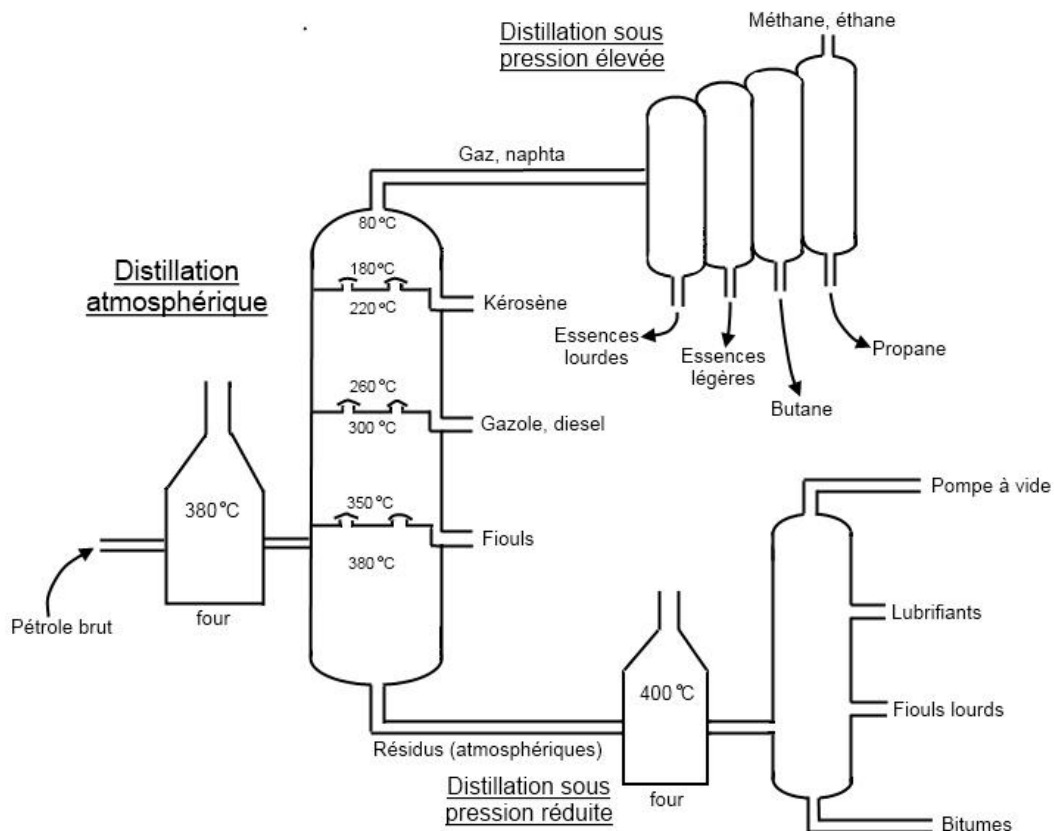 Méthane, éthane
Distillation sous
pression élevée
Gaz, naphta
80°C
Distillation
atmosphérique
180°C
220°C
Kérosène
Essences
lourdes
Essences
légères
Propane
Butane
260°C
300°C
Gazole, diesel
380°C
350°C
380°C
Fiouls
Pompe à vide
Pétrole brut
four
Lubrifiants
400°C
Fiouls lourds
Résidus (atmosphériques)
Distillation sous
pression réduite
four
Bitumes